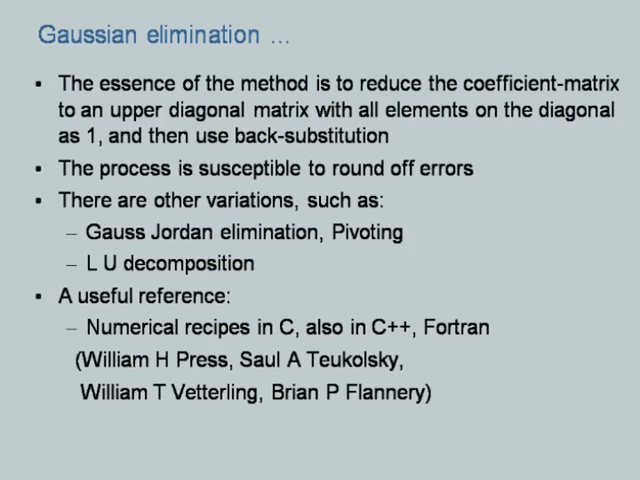 Gaussian elimination ...
• The essence of the method is to reduce the coefficient-matrix
to an upper diagonal matrix with all elements on the diagonal
as 1, and then use back-substitution
• The process is susceptible to round off errors
• There are other variations, such as:
– Gauss Jordan elimination, Pivoting
– L U decomposition
• A useful reference:
– Numerical recipes in C, also in C++, Fortran
(William H Press, Saul A Teukolsky,
William T Vetterling, Brian P Flannery)